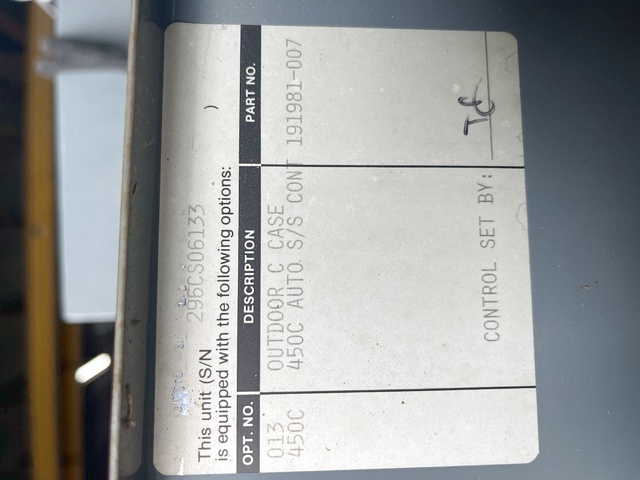 This unit (S/N 296CS06133 )
is equipped with the following options:
OPT. NO. DESCRIPTION PART NO.
013 OUTDOOR C CASE
450C 450C AUTO S/S CONT 191981-007
CONTROL SET BY: